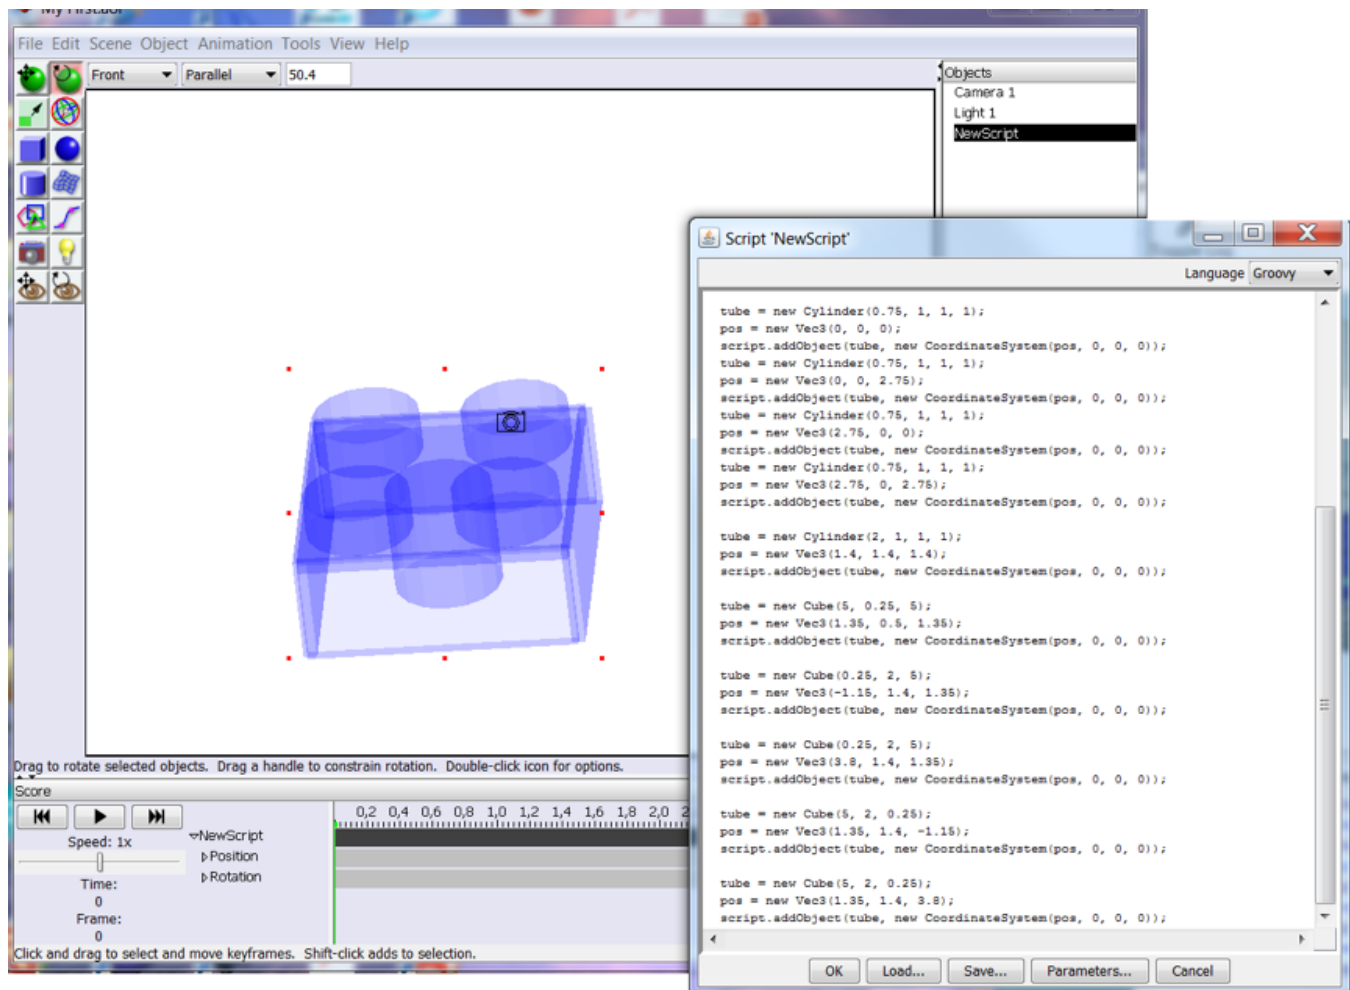 My First.aoi
File Edit Scene Object Animation Tools View Help
Front Parallel 50.4
Objects
Camera 1
Light 1
NewScript
Script 'NewScript'
Language Groovy
tube = new Cylinder(0.75, 1, 1, 1);
pos = new Vec3(0, 0, 0);
script.addObject(tube, new CoordinateSystem(pos, 0, 0, 0));
tube = new Cylinder(0.75, 1, 1, 1);
pos = new Vec3(0, 0, 2.75);
script.addObject(tube, new CoordinateSystem(pos, 0, 0, 0));
tube = new Cylinder(0.75, 1, 1, 1);
pos = new Vec3(2.75, 0, 0);
script.addObject(tube, new CoordinateSystem(pos, 0, 0, 0));
tube = new Cylinder(0.75, 1, 1, 1);
pos = new Vec3(2.75, 0, 2.75);
script.addObject(tube, new CoordinateSystem(pos, 0, 0, 0));
tube = new Cylinder(2, 1, 1, 1);
pos = new Vec3(1.4, 1.4, 1.4);
script.addObject(tube, new CoordinateSystem(pos, 0, 0, 0));
tube = new Cube(5, 0.25, 5);
pos = new Vec3(1.35, 0.5, 1.35);
script.addObject(tube, new CoordinateSystem(pos, 0, 0, 0));
tube = new Cube(0.25, 2, 5);
pos = new Vec3(-1.15, 1.4, 1.35);
script.addObject(tube, new CoordinateSystem(pos, 0, 0, 0));
tube = new Cube(0.25, 2, 5);
pos = new Vec3(3.8, 1.4, 1.35);
script.addObject(tube, new CoordinateSystem(pos, 0, 0, 0));
tube = new Cube(5, 2, 0.25);
pos = new Vec3(1.35, 1.4, -1.15);
script.addObject(tube, new CoordinateSystem(pos, 0, 0, 0));
tube = new Cube(5, 2, 0.25);
pos = new Vec3(1.35, 1.4, 3.8);
script.addObject(tube, new CoordinateSystem(pos, 0, 0, 0));
OK Load... Save... Parameters... Cancel
Drag to rotate selected objects. Drag a handle to constrain rotation. Double-click icon for options.
Score
0,2 0,4 0,6 0,8 1,0 1,2 1,4 1,6 1,8 2,0 2
Speed: 1x
NewScript
Position
Rotation
Time:
0
Frame:
0
Click and drag to select and move keyframes. Shift-click adds to selection.